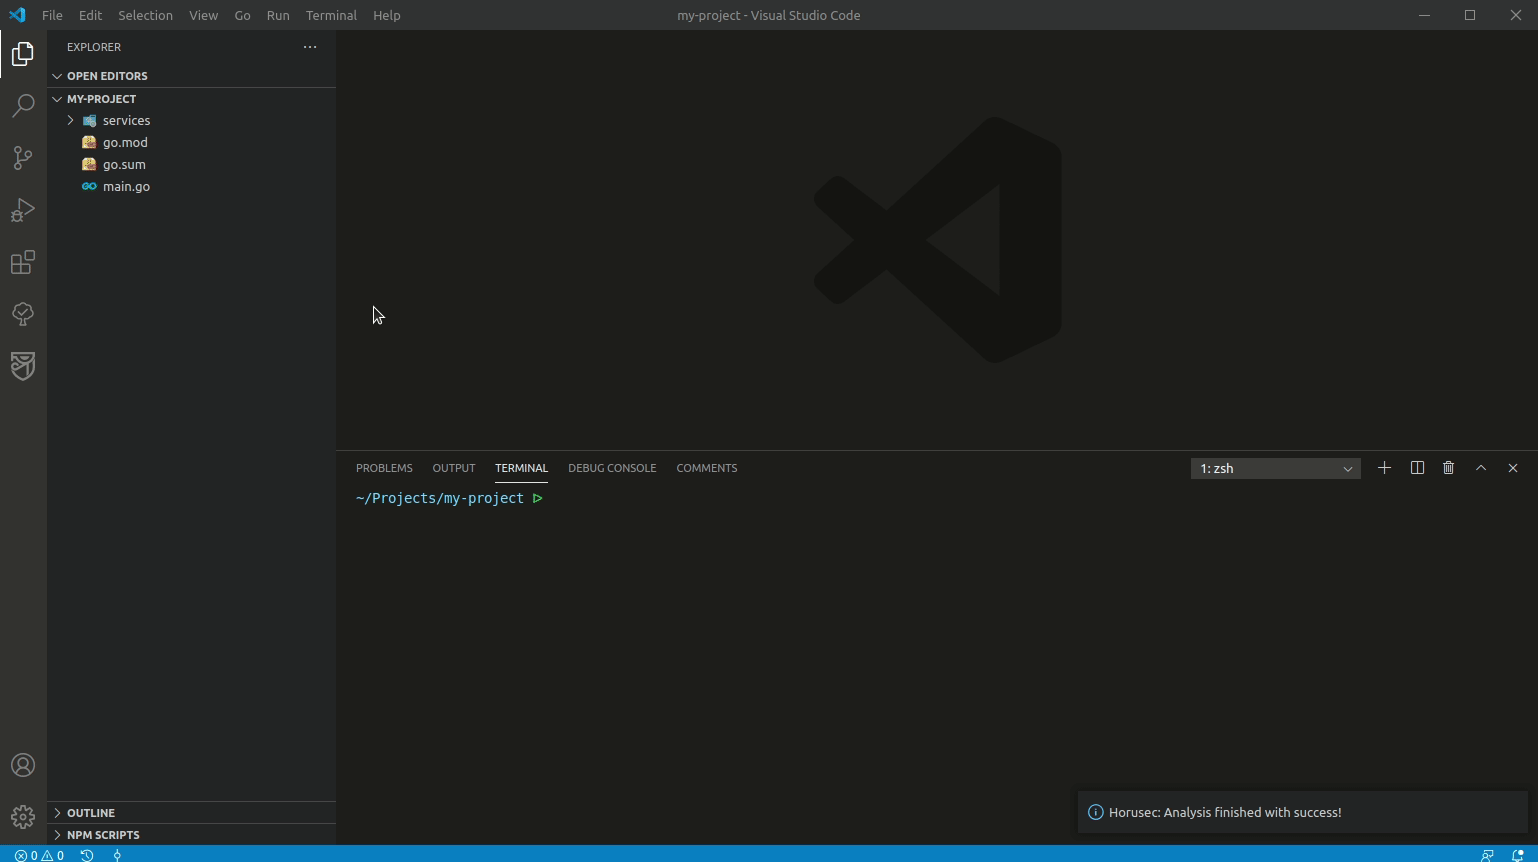 File Edit Selection View Go Run Terminal Help
my-project - Visual Studio Code
EXPLORER
OPEN EDITORS
MY-PROJECT
services
go.mod
go.sum
GO main.go
PROBLEMS OUTPUT TERMINAL DEBUG CONSOLE COMMENTS
1: zsh
~/Projects/my-project
OUTLINE
NPM SCRIPTS
Horusec: Analysis finished with success!
0 0